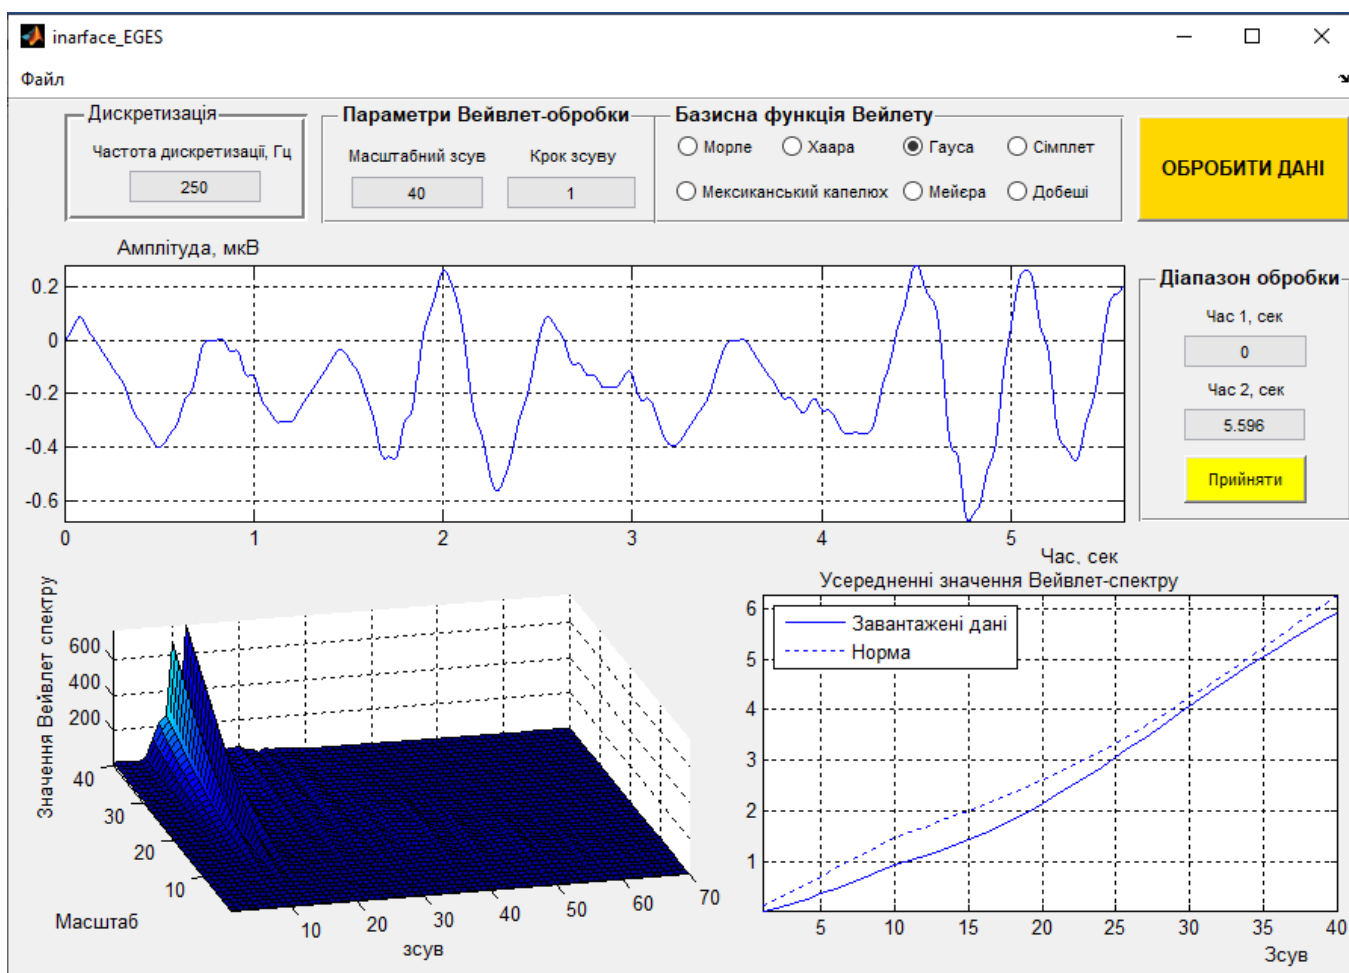 inarface_EGES
Файл
Дискретизація
Частота дискретизації, Гц
250
Параметри Вейвлет-обробки
Масштабний зсув
Крок зсуву
40
1
Базисна функція Вейлету
Морле
Хаара
Гауса
Сімплет
Мексиканський капелюх
Мейєра
Добеші
ОБРОБИТИ ДАНІ
Амплітуда, мкВ
0.2
0
-0.2
-0.4
-0.6
0 1 2 3 4 5
Час, сек
Діапазон обробки
Час 1, сек
0
Час 2, сек
5.596
Прийняти
Значення Вейвлет спектру
600
400
200
40
30
20
10
Масштаб
10 20 30 40 50 60 70
зсув
Усередненні значення Вейвлет-спектру
Завантажені дані
Норма
6
5
4
3
2
1
5 10 15 20 25 30 35 40
Зсув